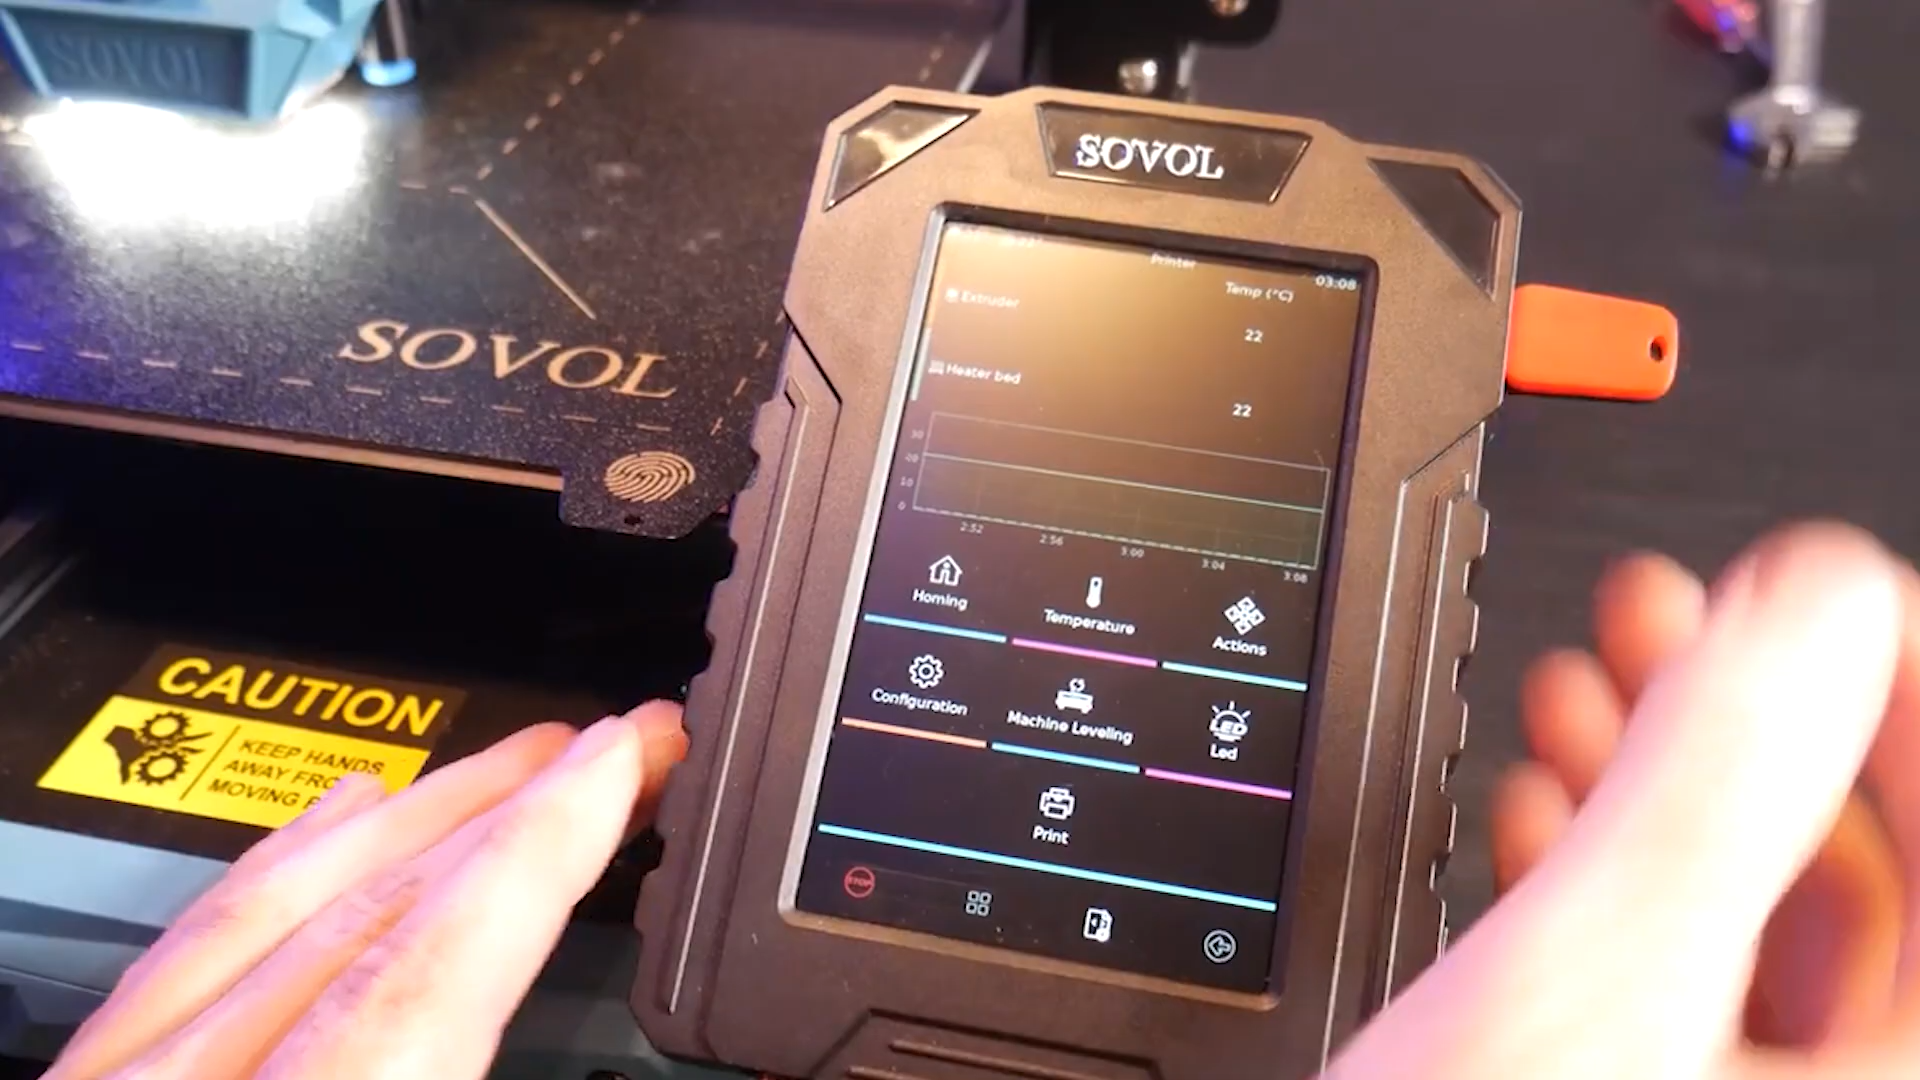 SOVOL
SOVOL
SOVOL
Printer
03:08
Temp (°C)
Extruder
22
Heater bed
22
30
20
10
0
2:52
2:56
3:00
3:04
3:08
Homing
Temperature
Actions
Configuration
Machine Leveling
LED
Led
Print
STOP
CAUTION
KEEP HANDS
AWAY FRO
MOVING P